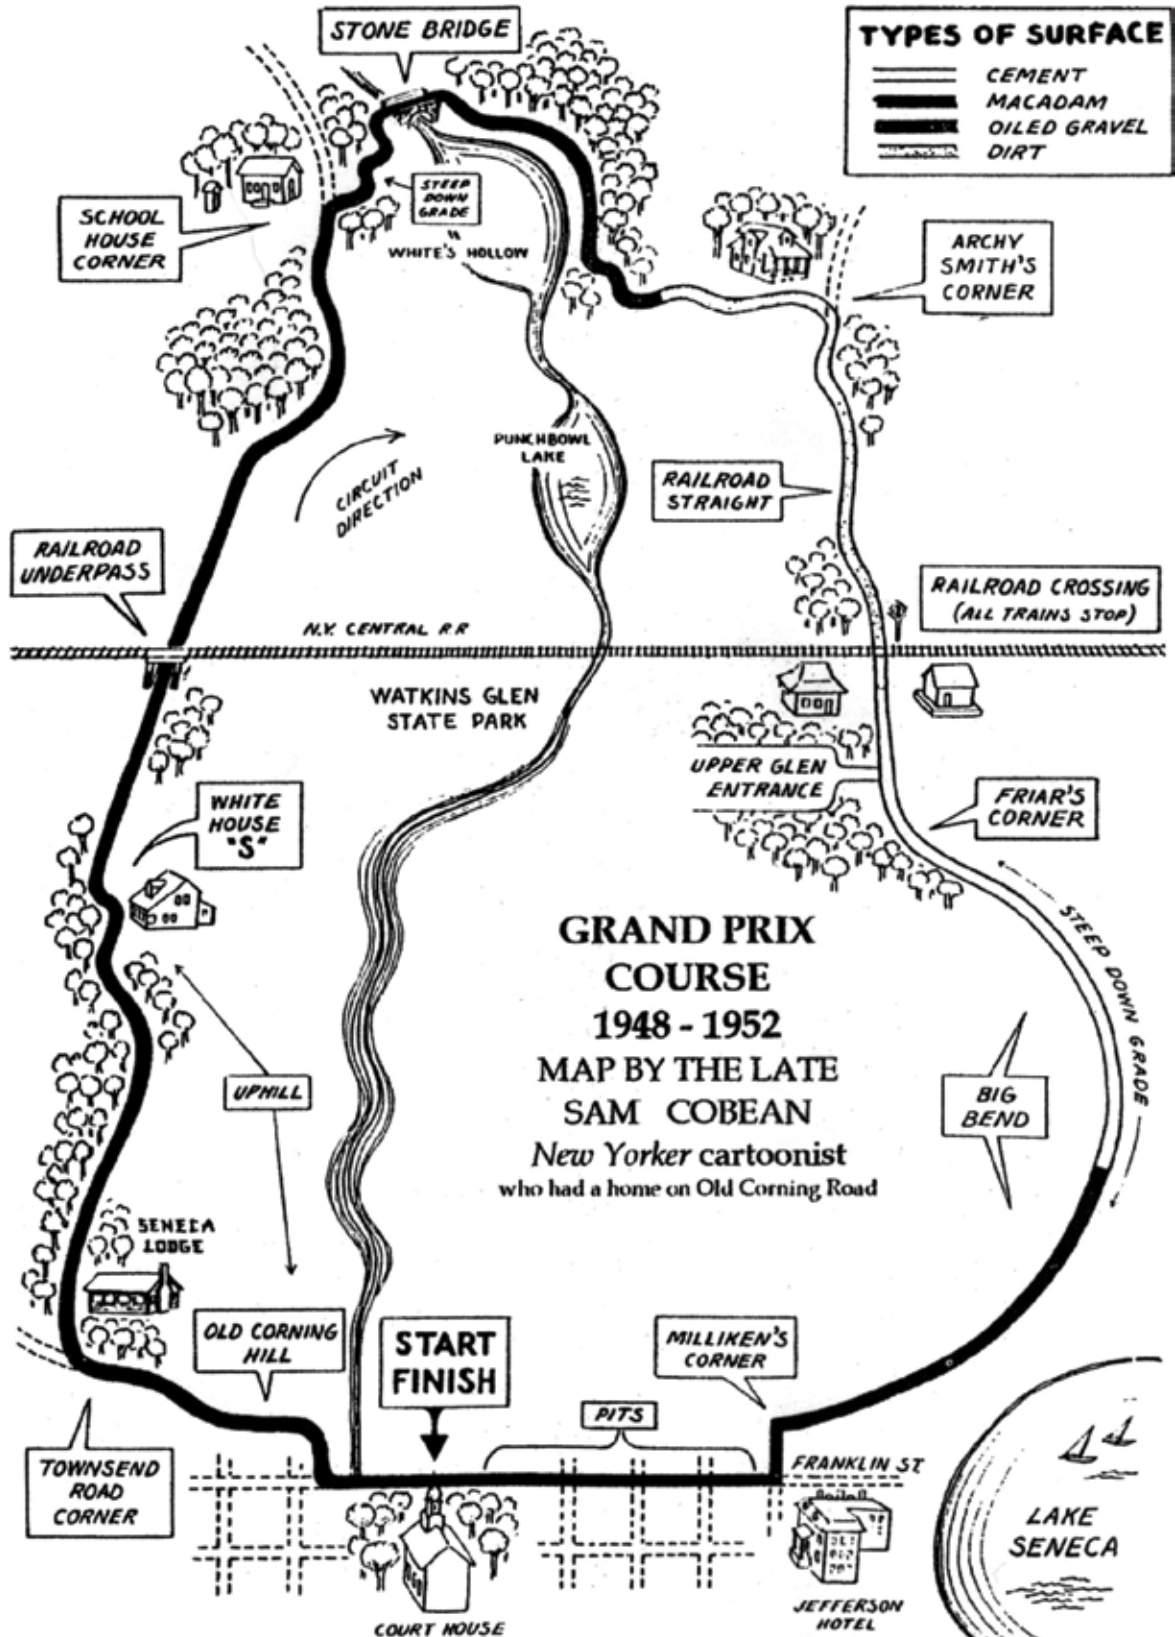 STONE BRIDGE
TYPES OF SURFACE
CEMENT
MACADAM
OILED GRAVEL
DIRT
STEEP
DOWN
GRADE
WHITE'S HOLLOW
SCHOOL
HOUSE
CORNER
ARCHY
SMITH'S
CORNER
PUNCHBOWL
LAKE
CIRCUIT
DIRECTION
RAILROAD
STRAIGHT
RAILROAD
UNDERPASS
RAILROAD CROSSING
(ALL TRAINS STOP)
N.Y. CENTRAL R.R
WATKINS GLEN
STATE PARK
UPPER GLEN
ENTRANCE
FRIAR'S
CORNER
WHITE
HOUSE
"S"
STEEP DOWN GRADE
GRAND PRIX
COURSE
1948 - 1952
MAP BY THE LATE
SAM COBEAN
New Yorker cartoonist
who had a home on Old Corning Road
UPHILL
BIG
BEND
SENECA
LODGE
OLD CORNING
HILL
START
FINISH
MILLIKEN'S
CORNER
PITS
FRANKLIN ST.
TOWNSEND
ROAD
CORNER
LAKE
SENECA
COURT HOUSE
JEFFERSON
HOTEL